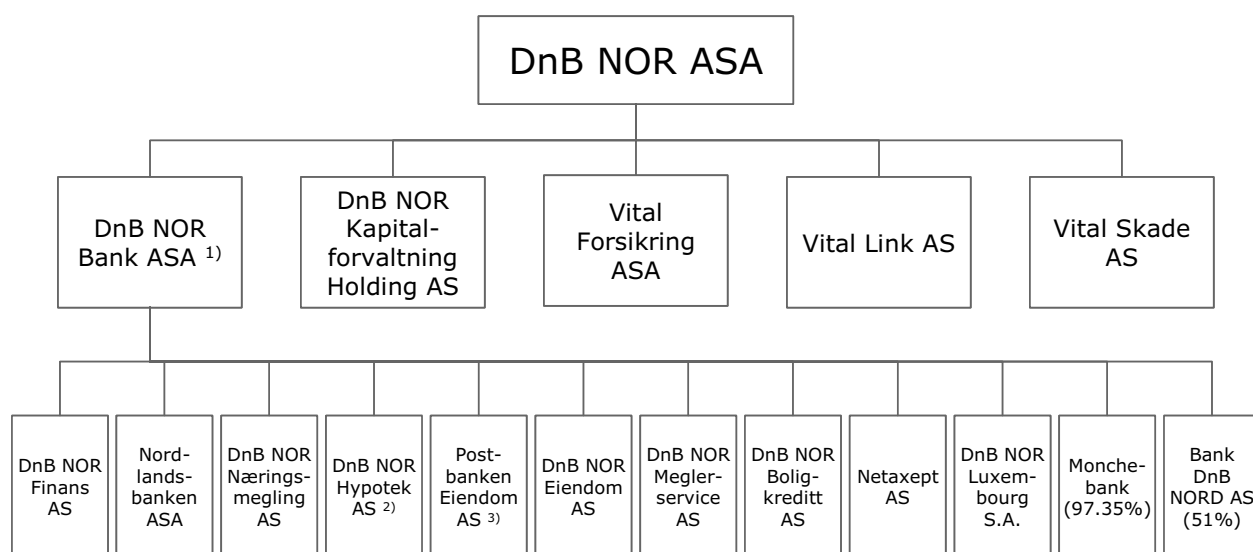 DnB NOR ASA
DnB NOR
Bank ASA 1)
DnB NOR
Kapital-
forvaltning
Holding AS
Vital
Forsikring
ASA
Vital Link AS
Vital Skade
AS
DnB NOR
Finans
AS
Nord-
lands-
banken
ASA
DnB NOR
Nærings-
megling
AS
DnB NOR
Hypotek
AS 2)
Post-
banken
Eiendom
AS 3)
DnB NOR
Eiendom
AS
DnB NOR
Megler-
service
AS
DnB NOR
Bolig-
kreditt
AS
Netaxept
AS
DnB NOR
Luxem-
bourg
S.A.
Monche-
bank
(97.35%)
Bank
DnB
NORD AS
(51%)